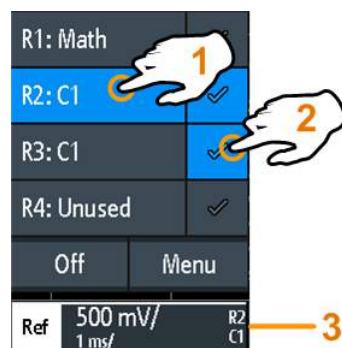 R1: Math
1
R2: C1
2
R3: C1
R4: Unused
Off Menu
Ref 500 mV/ R2
1 ms/ C1
3